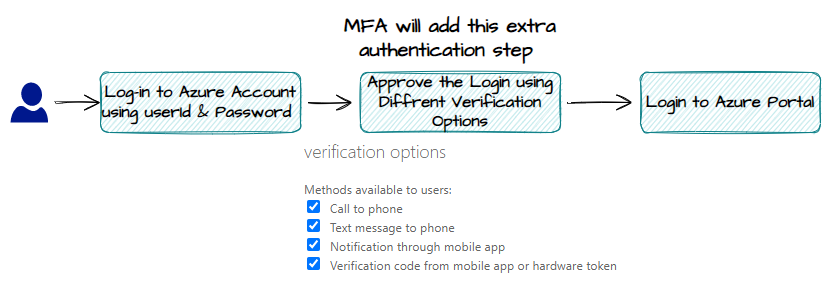 MFA will add this extra
authentication step
Log-in to Azure Account
using userId & Password
Approve the Login using
Diffrent Verification
Options
Login to Azure Portal
verification options
Methods available to users:
Call to phone
Text message to phone
Notification through mobile app
Verification code from mobile app or hardware token